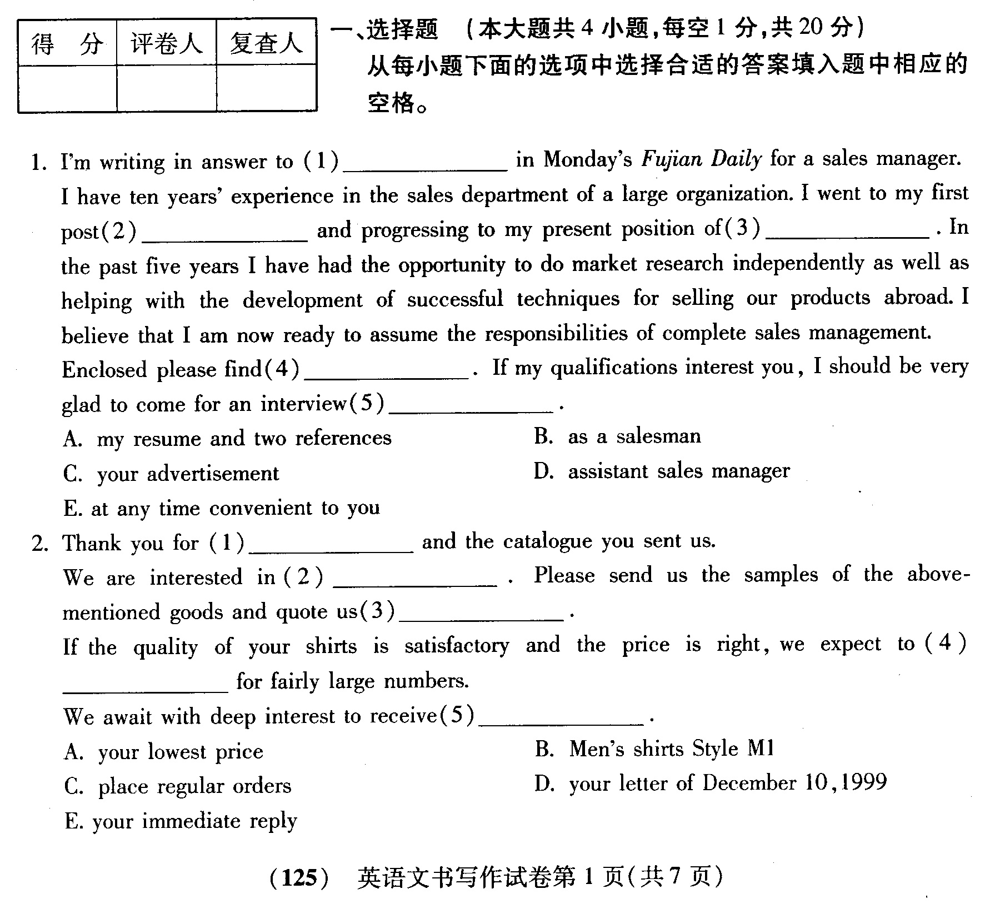 得 分 评卷人 复查人
一、选择题 (本大题共 4 小题,每空 1 分,共 20 分)
从每小题下面的选项中选择合适的答案填入题中相应的
空格。
1. I'm writing in answer to (1)______________ in Monday's Fujian Daily for a sales manager.
I have ten years' experience in the sales department of a large organization. I went to my first
post(2)______________ and progressing to my present position of(3)______________. In
the past five years I have had the opportunity to do market research independently as well as
helping with the development of successful techniques for selling our products abroad. I
believe that I am now ready to assume the responsibilities of complete sales management.
Enclosed please find(4)______________. If my qualifications interest you, I should be very
glad to come for an interview(5)______________.
A. my resume and two references B. as a salesman
C. your advertisement D. assistant sales manager
E. at any time convenient to you
2. Thank you for (1)______________ and the catalogue you sent us.
We are interested in (2) ______________. Please send us the samples of the above-
mentioned goods and quote us(3)______________.
If the quality of your shirts is satisfactory and the price is right, we expect to (4)
______________ for fairly large numbers.
We await with deep interest to receive(5)______________.
A. your lowest price B. Men's shirts Style M1
C. place regular orders D. your letter of December 10,1999
E. your immediate reply
(125) 英语文书写作试卷第 1 页(共 7 页)